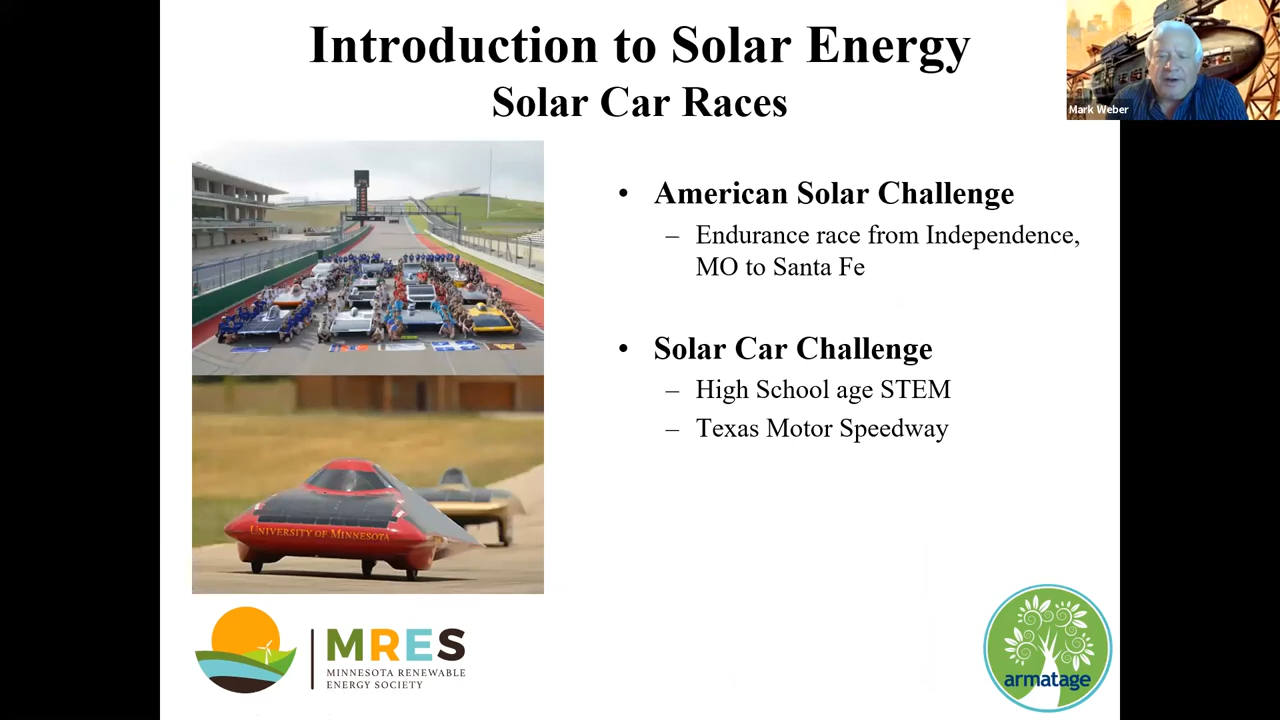 Introduction to Solar Energy
Solar Car Races
Mark Weber
• American Solar Challenge
– Endurance race from Independence,
MO to Santa Fe
• Solar Car Challenge
– High School age STEM
– Texas Motor Speedway
UNIVERSITY OF MINNESOTA
MRES
MINNESOTA RENEWABLE
ENERGY SOCIETY
armatage